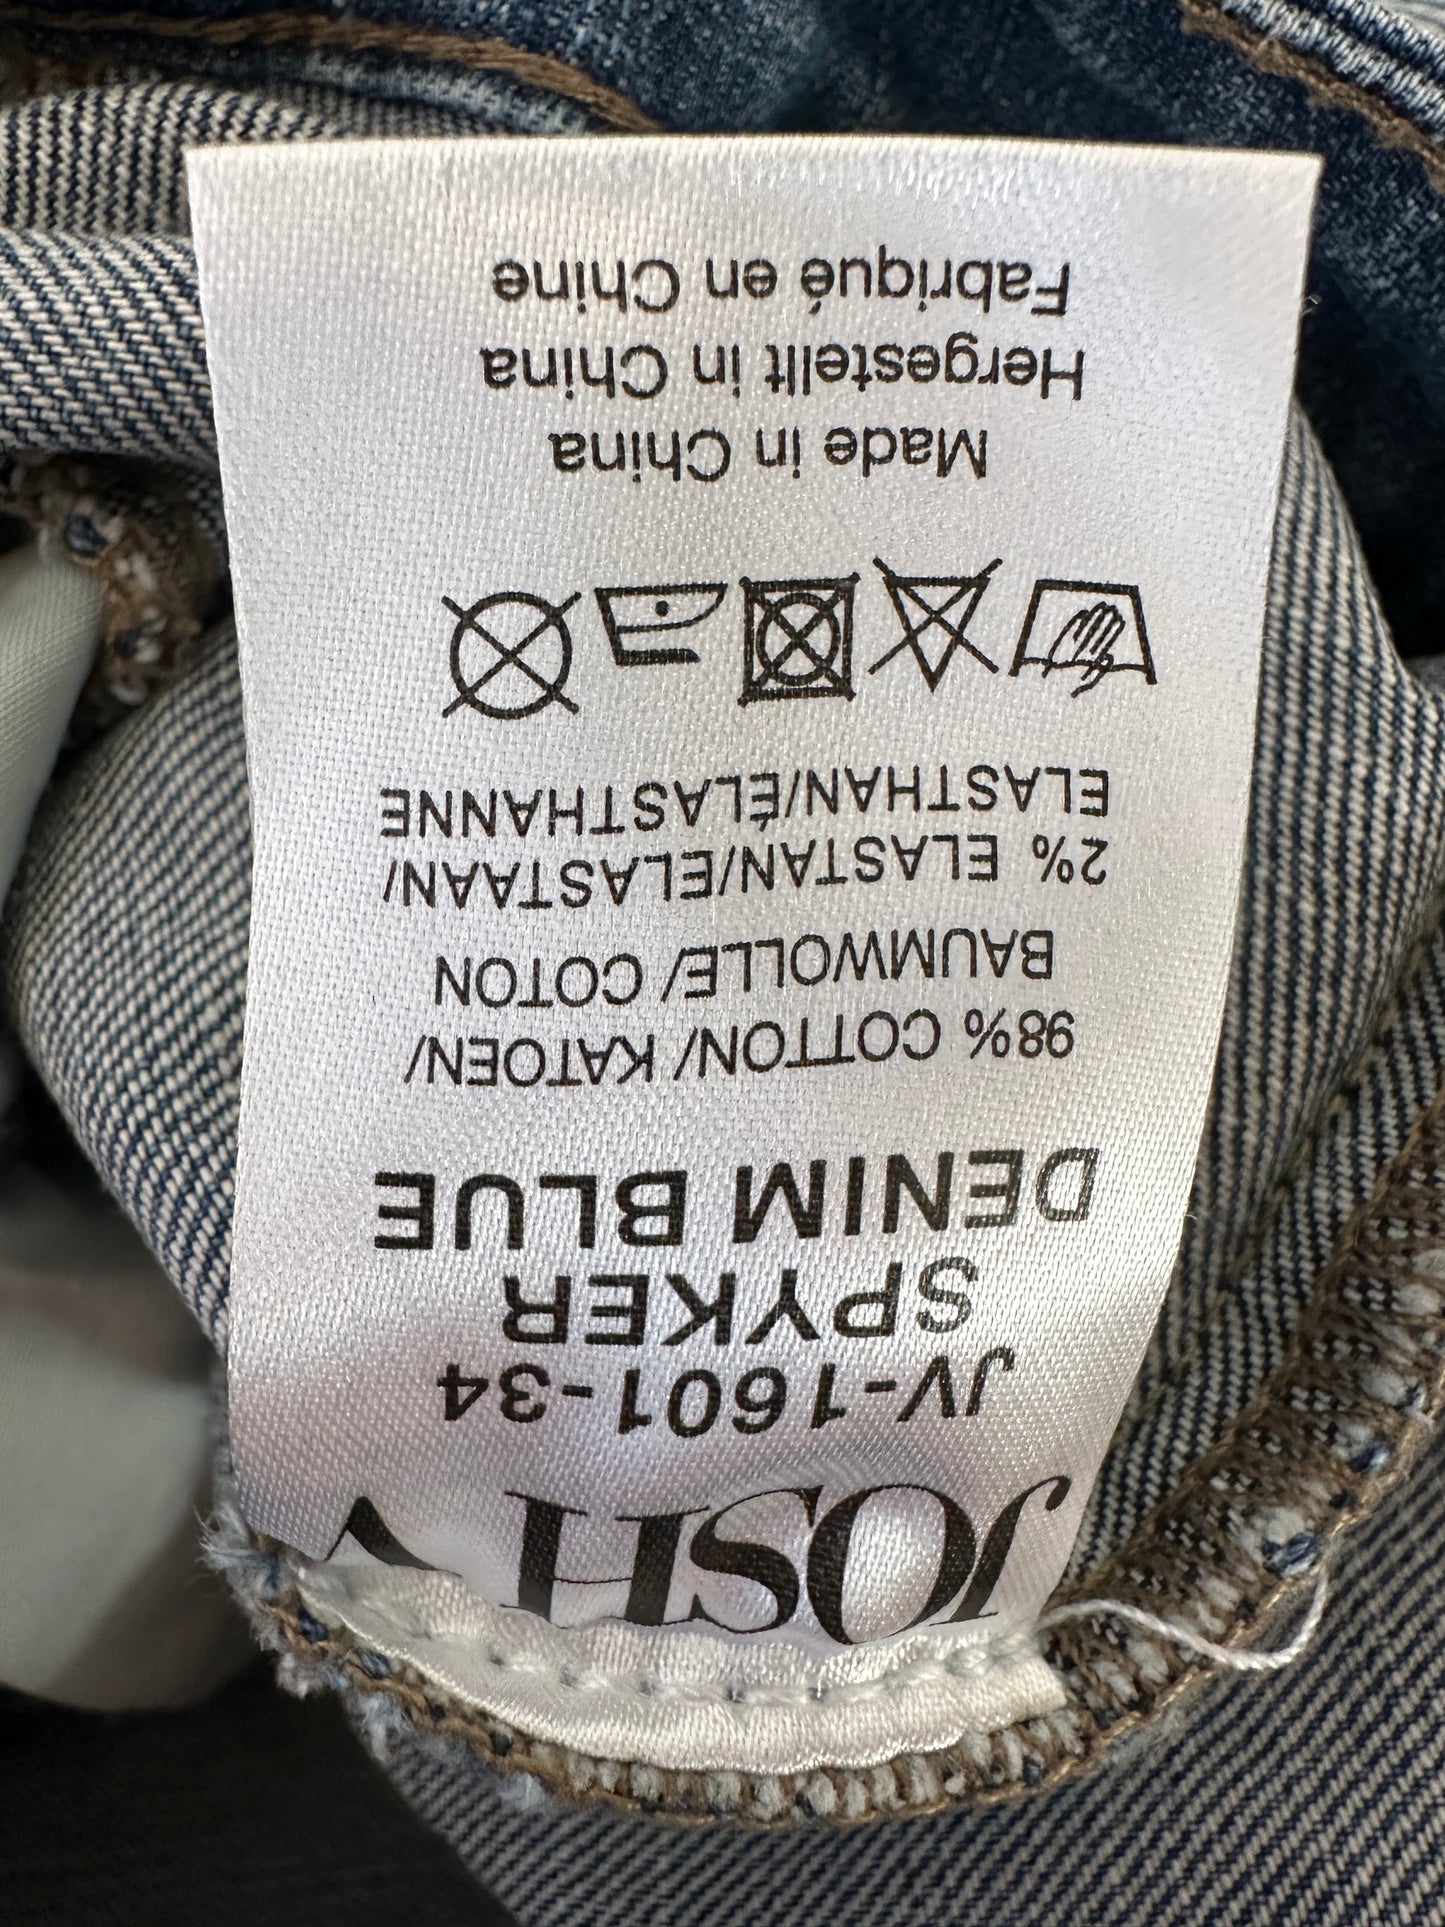 JOSH V
JV-1601-34
SPYKER
DENIM BLUE
98% COTTON/ KATOEN/
BAUMWOLLE/ COTON
2% ELASTAN/ELASTAAN/
ELASTHAN/ÉLASTHANNE
Made in China
Hergestellt in China
Fabriqué en Chine